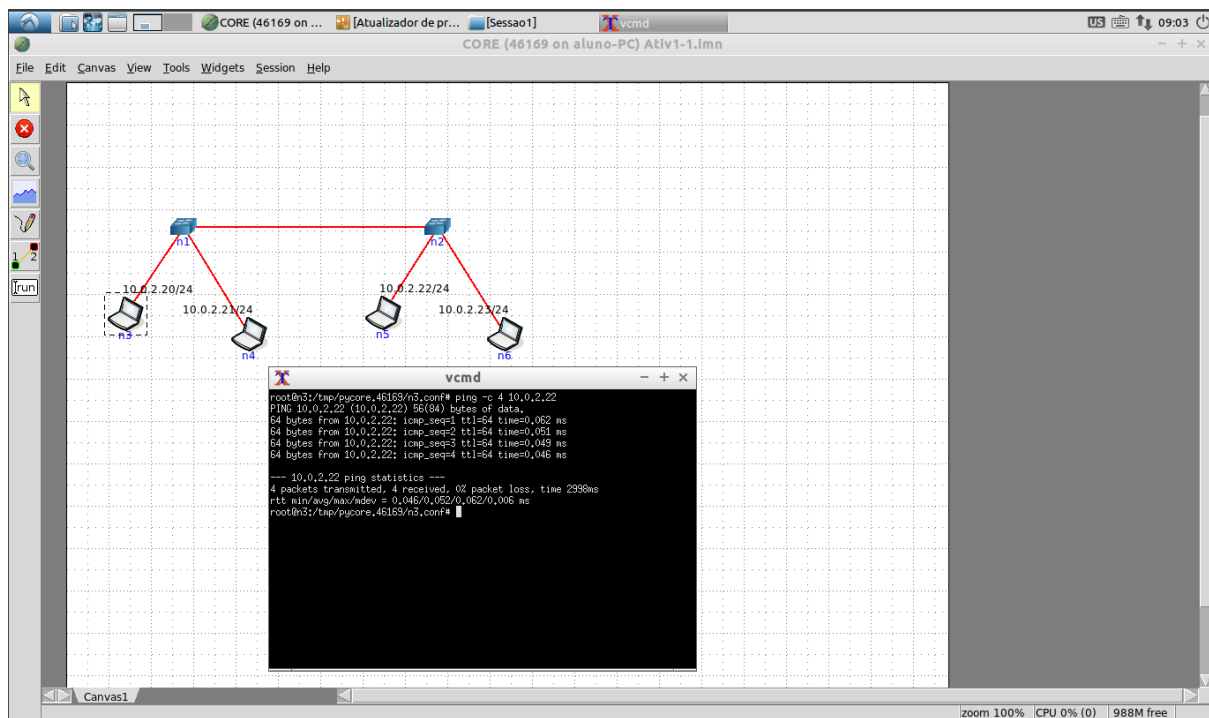 CORE (46169 on ... [Atualizador de pr... [Sessao1] vcmd US 09:03
CORE (46169 on aluno-PC) Ativ1-1.imn
File Edit Canvas View Tools Widgets Session Help
1 2
run
n1 n2
10.0.2.20/24 10.0.2.22/24
10.0.2.21/24 10.0.2.23/24
n3 n5
n4 n6
vcmd
root@n3:/tmp/pycore.46169/n3.conf# ping -c 4 10.0.2.22
PING 10.0.2.22 (10.0.2.22) 56(84) bytes of data.
64 bytes from 10.0.2.22: icmp_seq=1 ttl=64 time=0.062 ms
64 bytes from 10.0.2.22: icmp_seq=2 ttl=64 time=0.051 ms
64 bytes from 10.0.2.22: icmp_seq=3 ttl=64 time=0.049 ms
64 bytes from 10.0.2.22: icmp_seq=4 ttl=64 time=0.046 ms
--- 10.0.2.22 ping statistics ---
4 packets transmitted, 4 received, 0% packet loss, time 2998ms
rtt min/avg/max/mdev = 0.046/0.052/0.062/0.006 ms
root@n3:/tmp/pycore.46169/n3.conf#
Canvas1
zoom 100% CPU 0% (0) 988M free